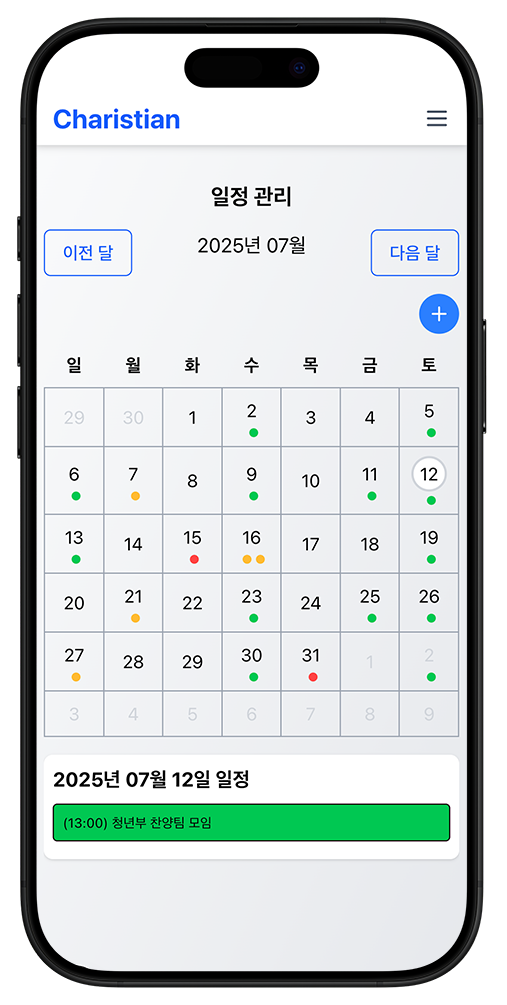 Charistian
일정 관리
이전 달 2025년 07월 다음 달
+
일 월 화 수 목 금 토
29 30 1 2 3 4 5
6 7 8 9 10 11 12
13 14 15 16 17 18 19
20 21 22 23 24 25 26
27 28 29 30 31 1 2
3 4 5 6 7 8 9
2025년 07월 12일 일정
(13:00) 청년부 찬양팀 모임